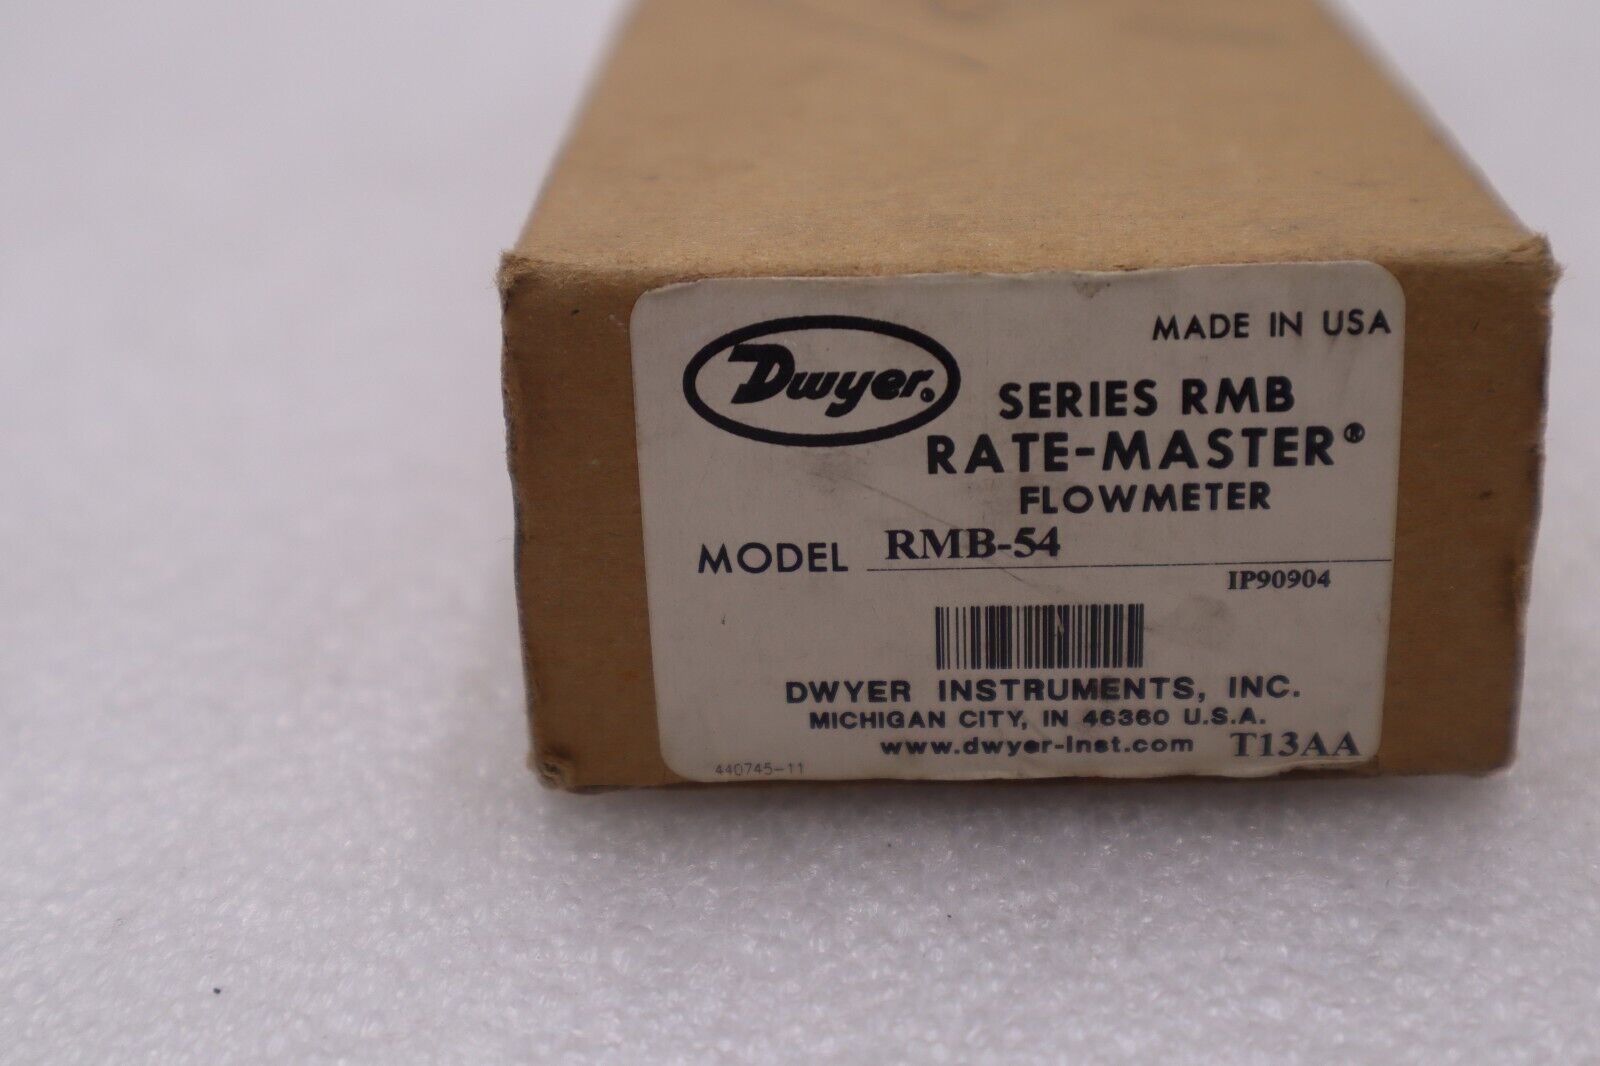 MADE IN USA
Dwyer®
SERIES RMB
RATE-MASTER®
FLOWMETER
MODEL RMB-54
IP90904
DWYER INSTRUMENTS, INC.
MICHIGAN CITY, IN 46360 U.S.A.
www.dwyer-inst.com T13AA
440745-11